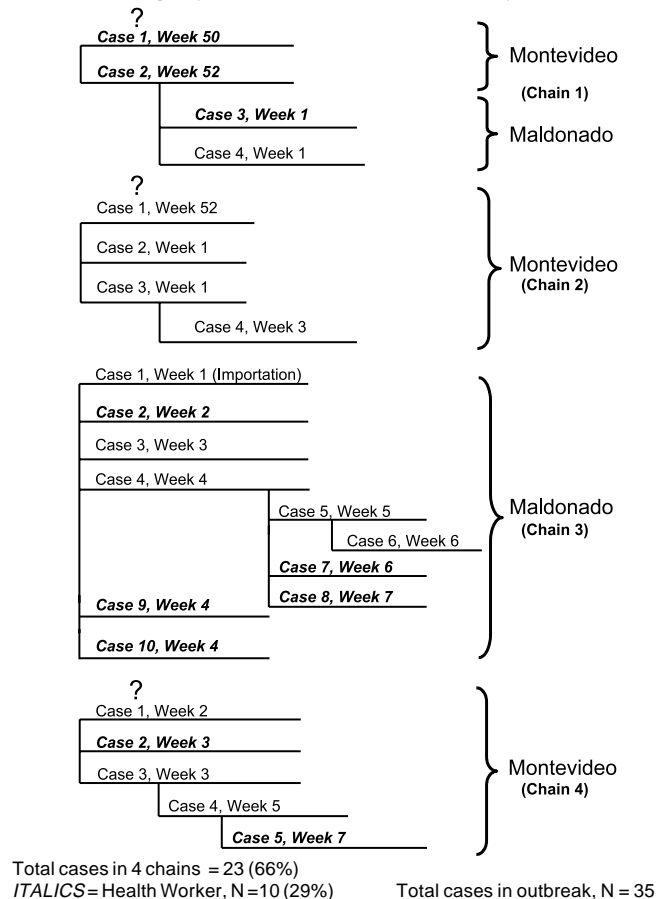 ?
Case 1, Week 50
Case 2, Week 52
Montevideo
(Chain 1)
Case 3, Week 1
Case 4, Week 1
Maldonado
?
Case 1, Week 52
Case 2, Week 1
Case 3, Week 1
Case 4, Week 3
Montevideo
(Chain 2)
Case 1, Week 1 (Importation)
Case 2, Week 2
Case 3, Week 3
Case 4, Week 4
Case 5, Week 5
Case 6, Week 6
Case 7, Week 6
Case 8, Week 7
Case 9, Week 4
Case 10, Week 4
Maldonado
(Chain 3)
?
Case 1, Week 2
Case 2, Week 3
Case 3, Week 3
Case 4, Week 5
Case 5, Week 7
Montevideo
(Chain 4)
Total cases in 4 chains = 23 (66%)
ITALICS = Health Worker, N =10 (29%) Total cases in outbreak, N = 35